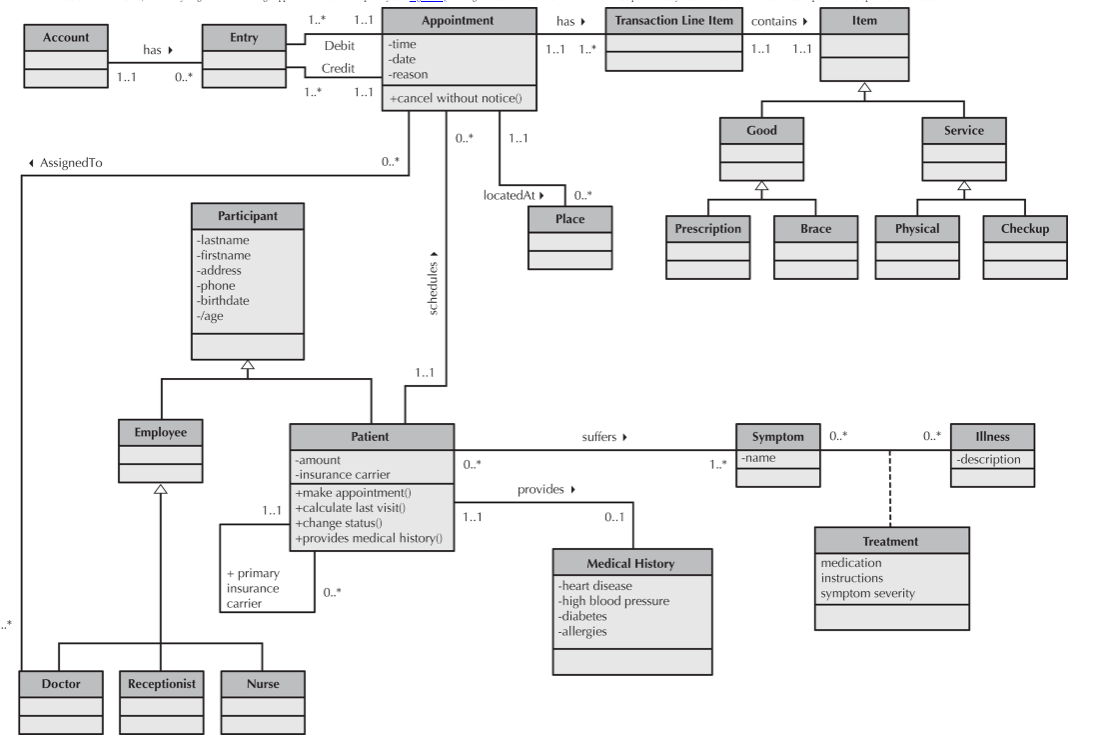 Account
has
1..1
0..*
Entry
1..*
1..1
Debit
Credit
1..*
1..1
Appointment
-time
-date
-reason
+cancel without notice()
has
1..1
1..*
Transaction Line Item
contains
1..1
1..1
Item
Good
Service
Prescription
Brace
Physical
Checkup
AssignedTo
0..*
0..*
1..1
locatedAt
0..*
Place
schedules
1..1
Participant
-lastname
-firstname
-address
-phone
-birthdate
-/age
Employee
Patient
-amount
-insurance carrier
+make appointment()
+calculate last visit()
+change status()
+provides medical history()
suffers
0..*
1..*
Symptom
-name
0..*
0..*
Illness
-description
provides
1..1
0..1
1..1
+ primary
insurance
carrier
0..*
Medical History
-heart disease
-high blood pressure
-diabetes
-allergies
Treatment
medication
instructions
symptom severity
..*
Doctor
Receptionist
Nurse